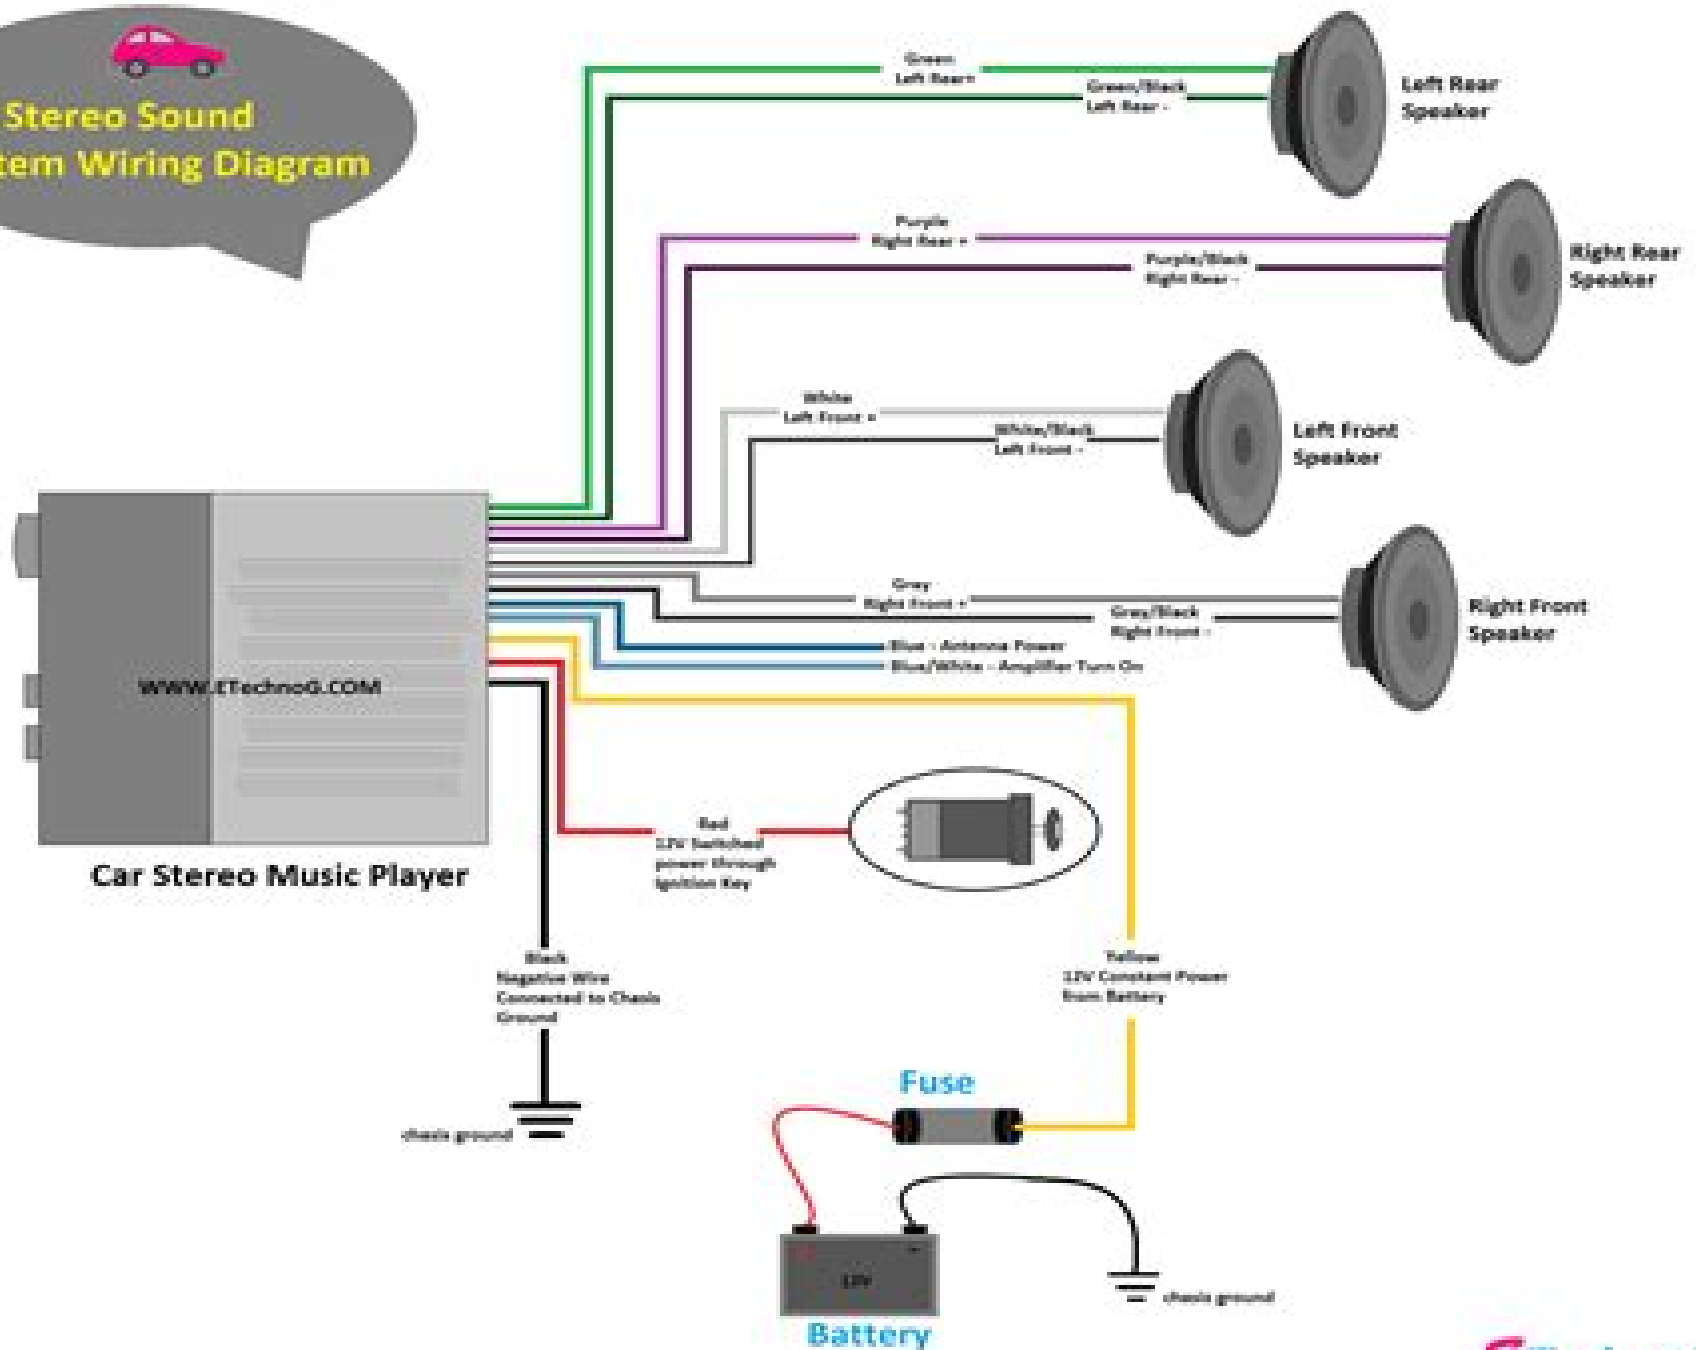 Stereo Sound
tem Wiring Diagram
Green
Left Rear+
Green/Black
Left Rear -
Left Rear
Speaker
Purple
Right Rear +
Purple/Black
Right Rear -
Right Rear
Speaker
White
Left Front +
White/Black
Left Front -
Left Front
Speaker
Gray
Right Front +
Gray/Black
Right Front -
Right Front
Speaker
Blue - Antenna Power
Blue/White - Amplifier Turn On
WWW.ETechnoG.COM
Car Stereo Music Player
Red
12V Switched
power through
Ignition Key
Black
Negative Wire
Connected to Chasis
Ground
Yellow
12V Constant Power
from Battery
Fuse
chasis ground
12V
chasis ground
Battery